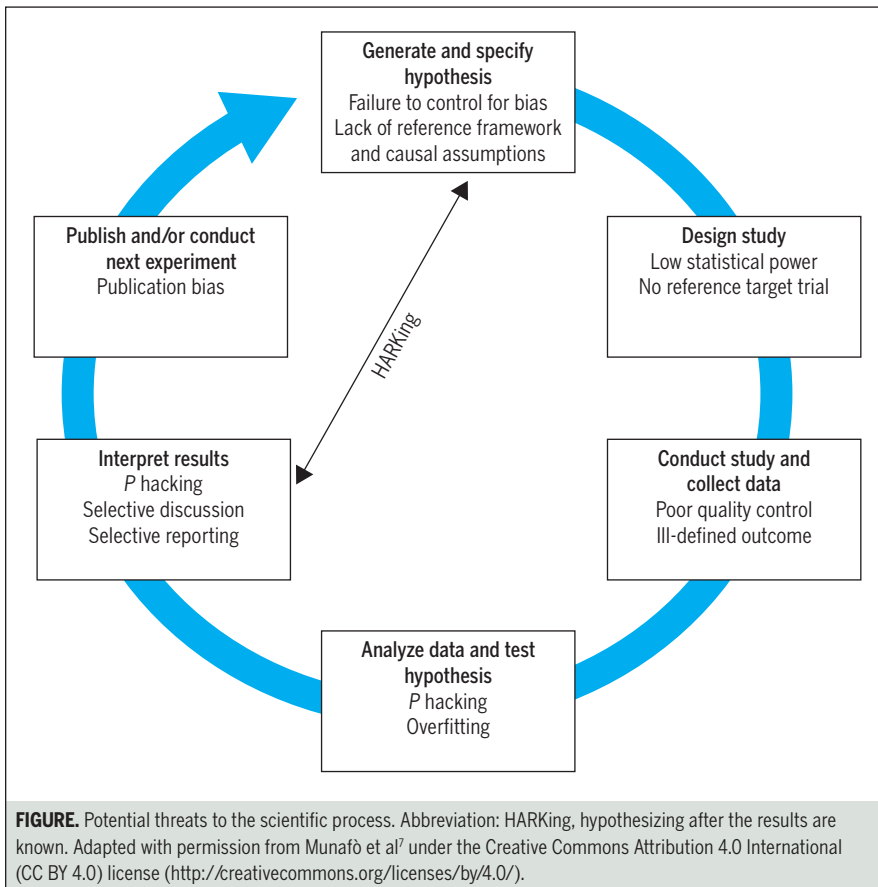 Generate and specify
hypothesis
Failure to control for bias
Lack of reference framework
and causal assumptions
Publish and/or conduct
next experiment
Publication bias
Design study
Low statistical power
No reference target trial
HARKing
Interpret results
P hacking
Selective discussion
Selective reporting
Conduct study and
collect data
Poor quality control
Ill-defined outcome
Analyze data and test
hypothesis
P hacking
Overfitting
FIGURE. Potential threats to the scientific process. Abbreviation: HARKing, hypothesizing after the results are
known. Adapted with permission from Munafò et al⁷ under the Creative Commons Attribution 4.0 International
(CC BY 4.0) license (http://creativecommons.org/licenses/by/4.0/).